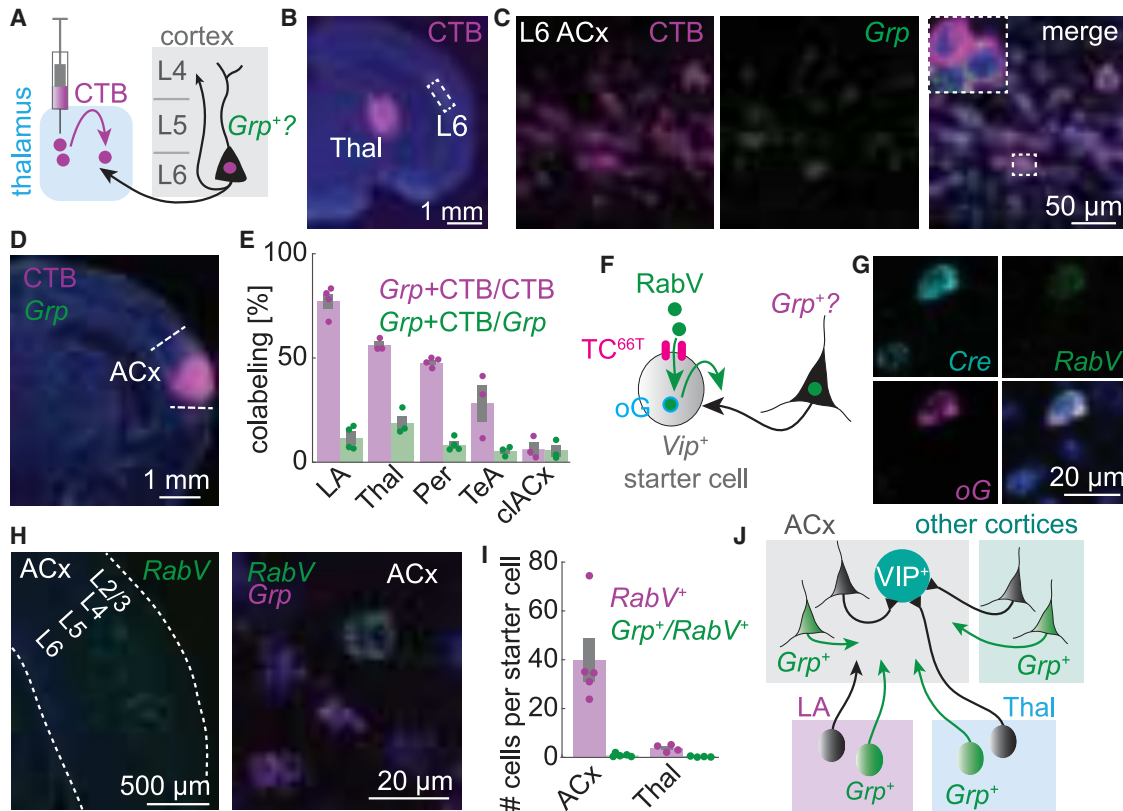 A
cortex
CTB
L4
L5
L6
Grp+?
thalamus
B
CTB
Thal
L6
1 mm
C
L6 ACx
CTB
Grp
merge
50 µm
D
CTB
Grp
ACx
1 mm
E
100
50
0
colabeling [%]
Grp+CTB/CTB
Grp+CTB/Grp
LA
Thal
Per
TeA
clACx
F
RabV
Grp+?
TC66T
oG
Vip+
starter cell
G
Cre
RabV
oG
20 µm
H
ACx
RabV
L2/3
L4
L5
L6
500 µm
RabV
Grp
ACx
20 µm
I
80
60
40
20
0
# cells per starter cell
RabV+
Grp+/RabV+
ACx
Thal
J
ACx
other cortices
VIP+
Grp+
Grp+
LA
Thal
Grp+
Grp+